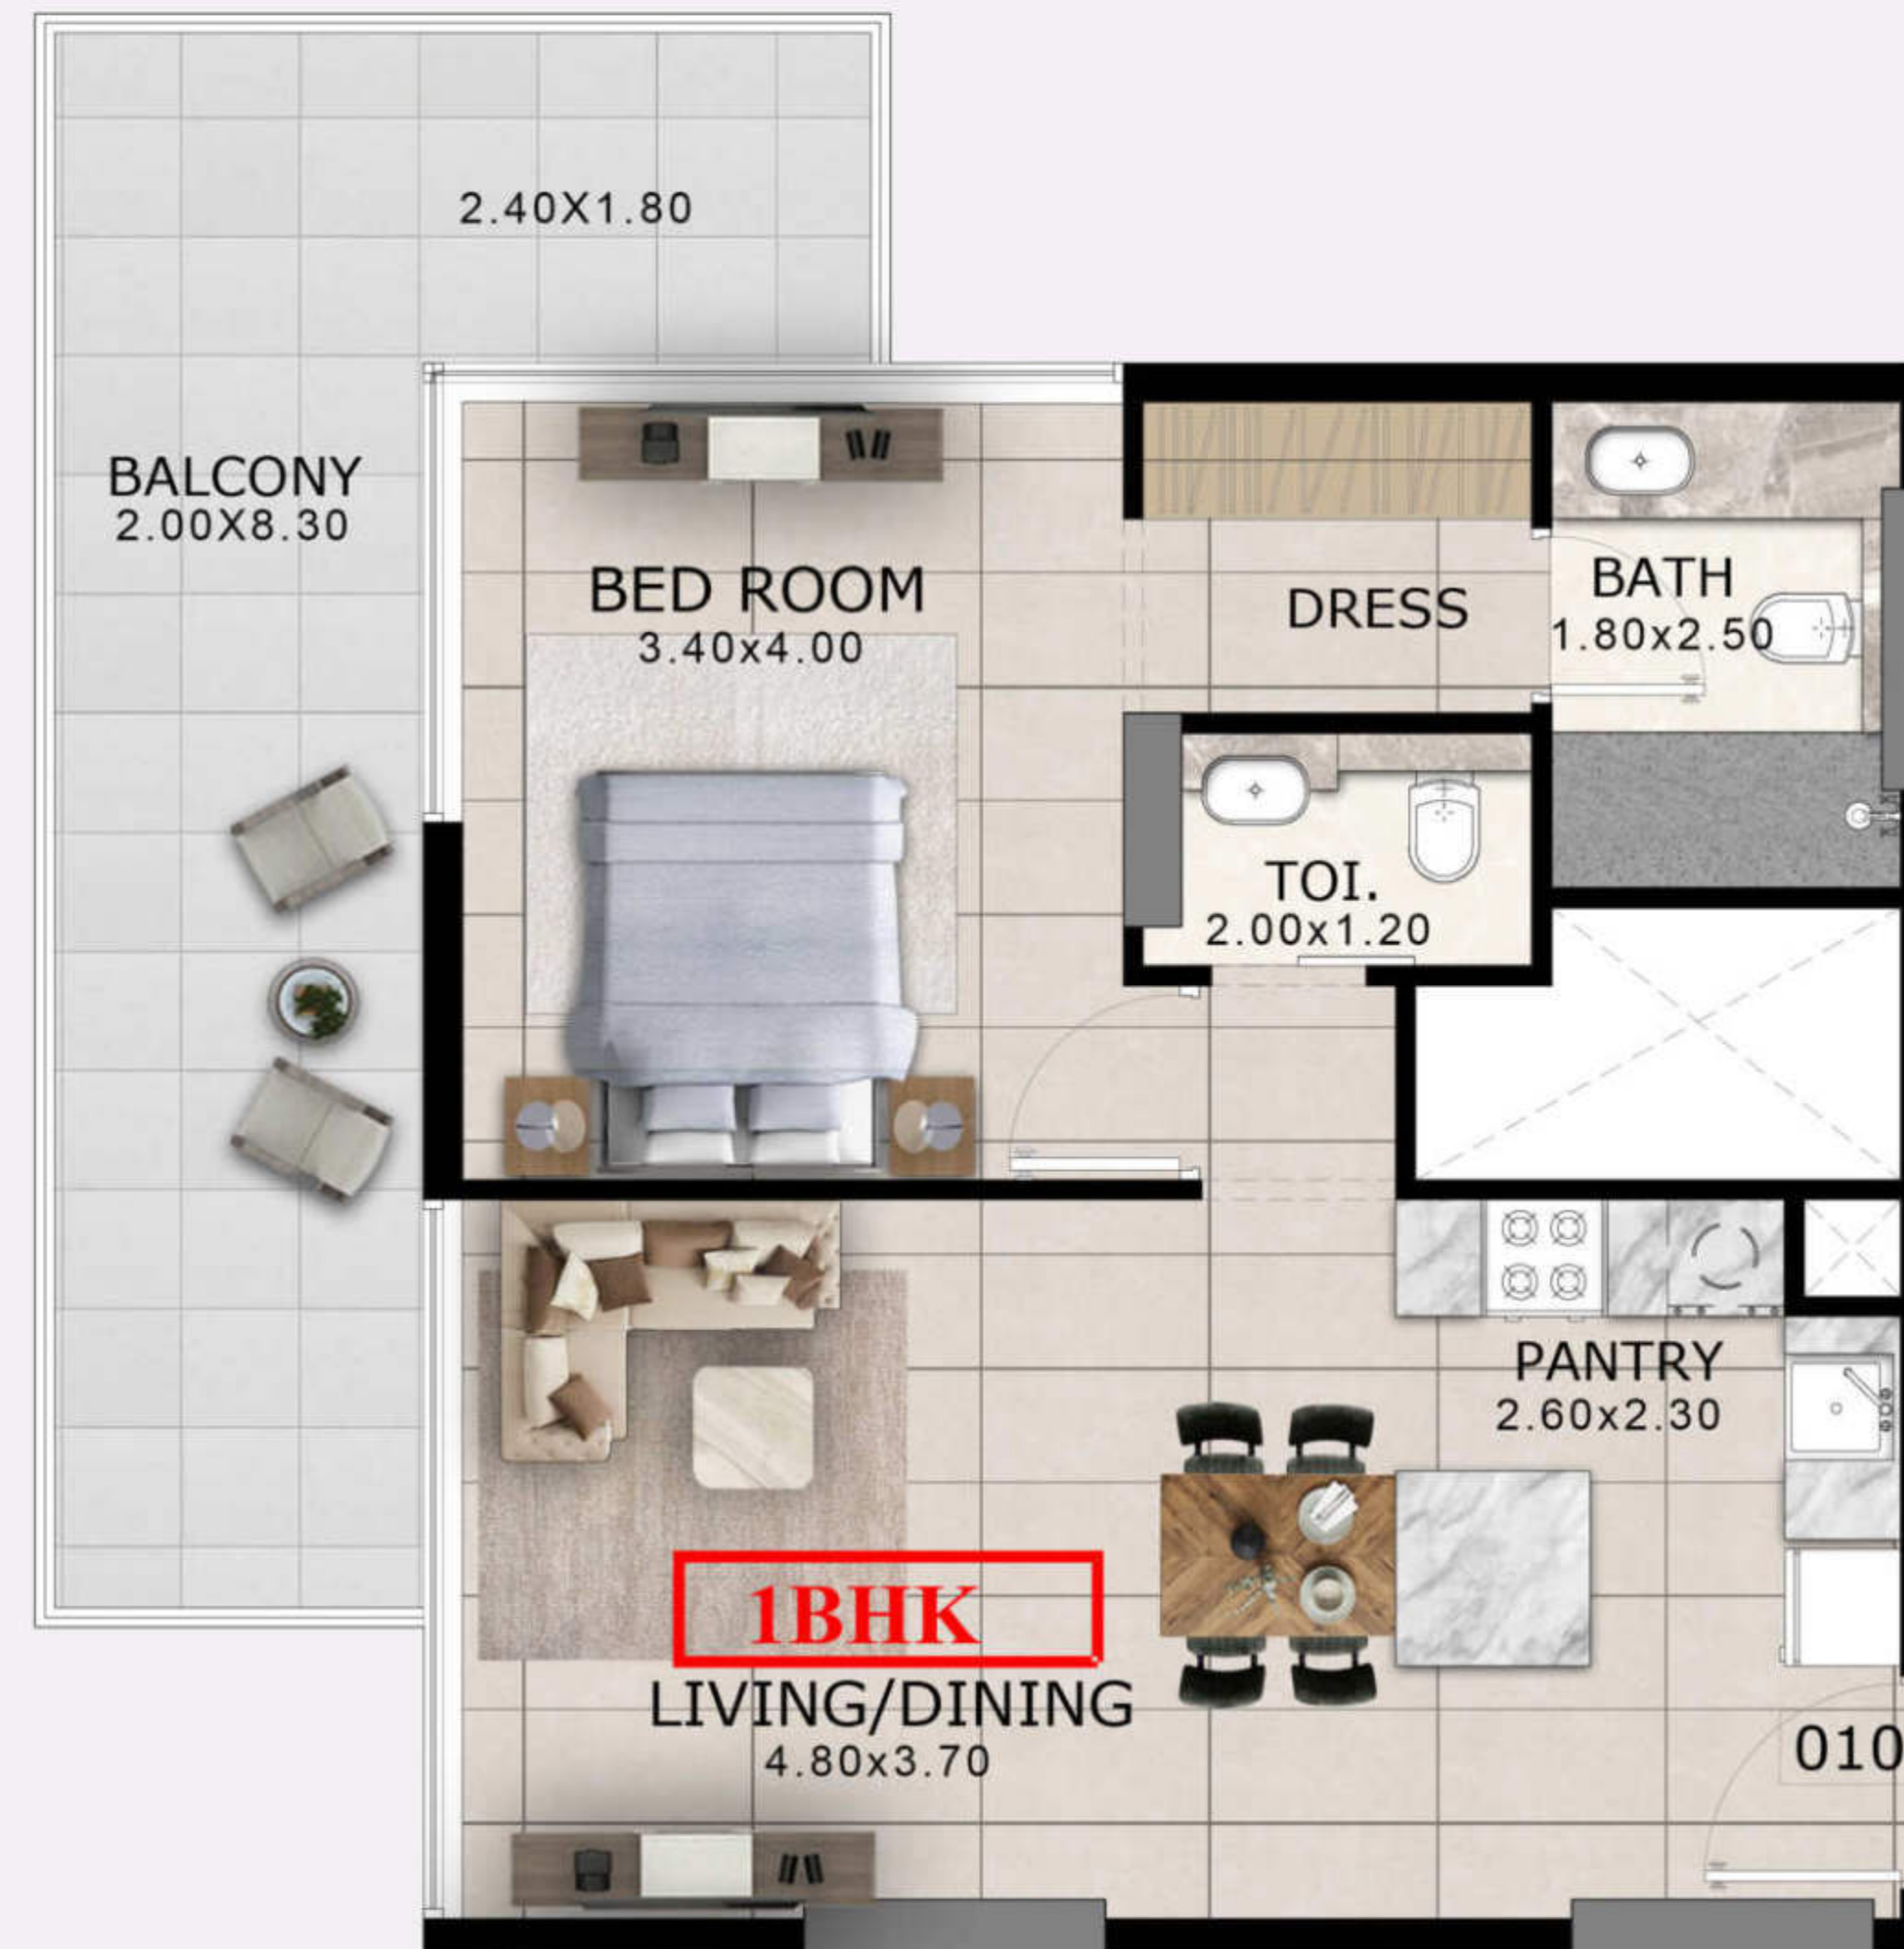 2.40X1.80
BALCONY
2.00X8.30
BED ROOM
3.40x4.00
DRESS
BATH
1.80x2.50
TOI.
2.00x1.20
PANTRY
2.60x2.30
1BHK
LIVING/DINING
4.80x3.70
010